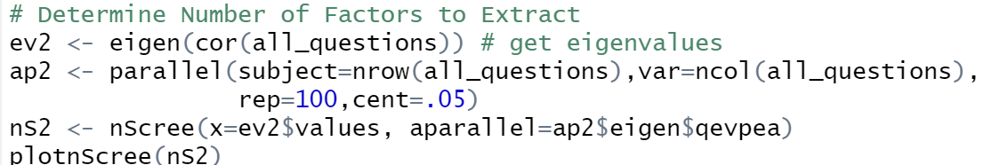 # Determine Number of Factors to Extract
ev2 <- eigen(cor(all_questions)) # get eigenvalues
ap2 <- parallel(subject=nrow(all_questions),var=ncol(all_questions),
rep=100,cent=.05)
nS2 <- nScree(x=ev2$values, aparallel=ap2$eigen$qevpea)
plotnScree(nS2)